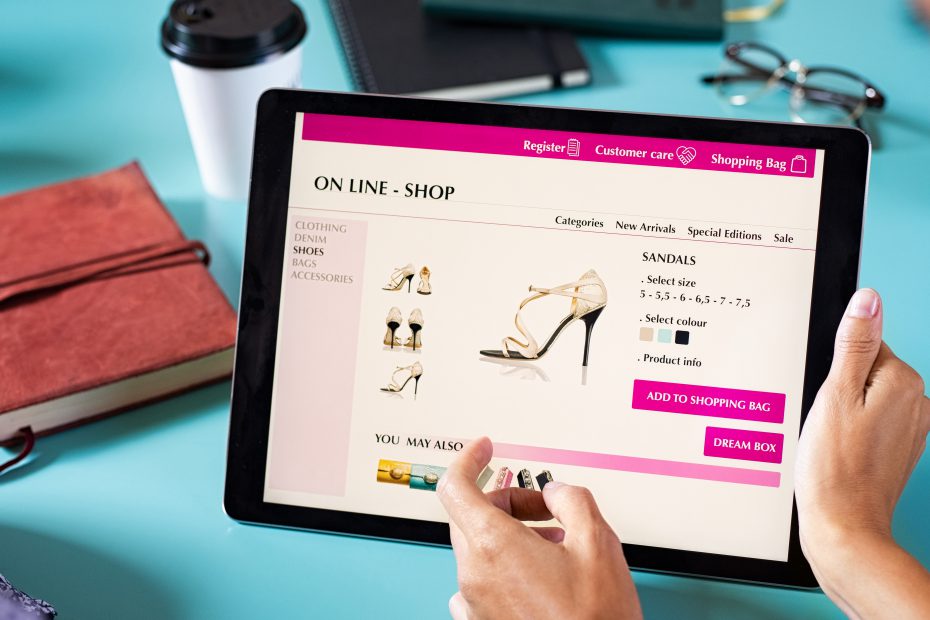 Register Customer care Shopping Bag
ON LINE - SHOP
Categories New Arrivals Special Editions Sale
CLOTHING
DENIM
SHOES
BAGS
ACCESSORIES
SANDALS
. Select size
5 - 5,5 - 6 - 6,5 - 7 - 7,5
. Select colour
. Product info
ADD TO SHOPPING BAG
DREAM BOX
YOU MAY ALSO